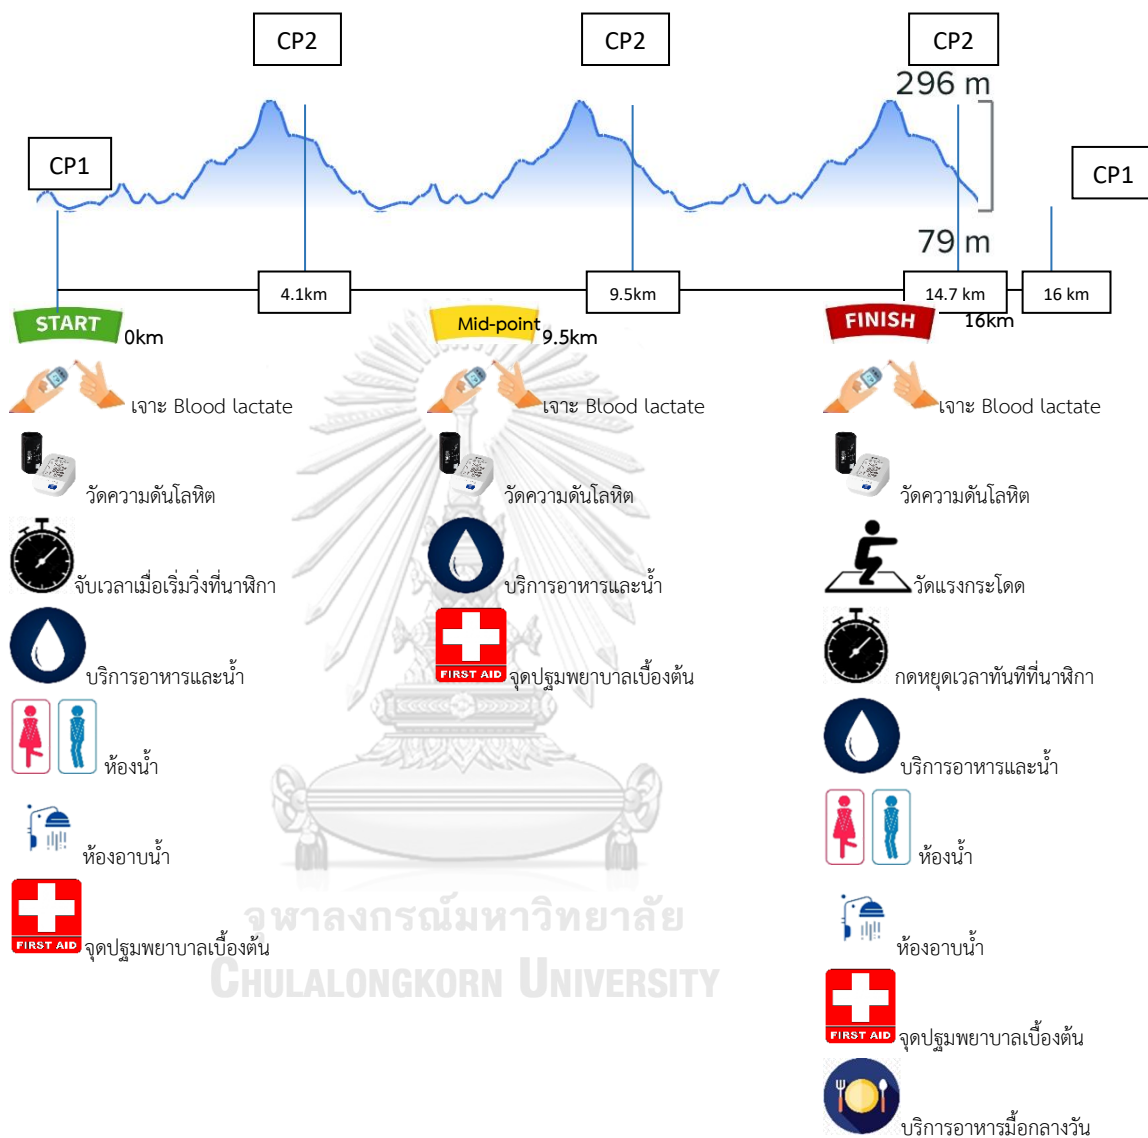 CP2
CP2
CP2
296 m
CP1
CP1
79 m
4.1km
9.5km
14.7 km
16 km
START
0km
Mid-point
9.5km
FINISH
16km
เจาะ Blood lactate
เจาะ Blood lactate
เจาะ Blood lactate
วัดความดันโลหิต
วัดความดันโลหิต
วัดความดันโลหิต
จับเวลาเมื่อเริ่มวิ่งที่นาฬิกา
บริการอาหารและน้ำ
วัดแรงกระโดด
บริการอาหารและน้ำ
FIRST AID
จุดปฐมพยาบาลเบื้องต้น
กดหยุดเวลาทันทีที่นาฬิกา
ห้องน้ำ
บริการอาหารและน้ำ
ห้องอาบน้ำ
ห้องน้ำ
FIRST AID
จุดปฐมพยาบาลเบื้องต้น
ห้องอาบน้ำ
จุฬาลงกรณ์มหาวิทยาลัย
CHULALONGKORN UNIVERSITY
FIRST AID
จุดปฐมพยาบาลเบื้องต้น
บริการอาหารมื้อกลางวัน